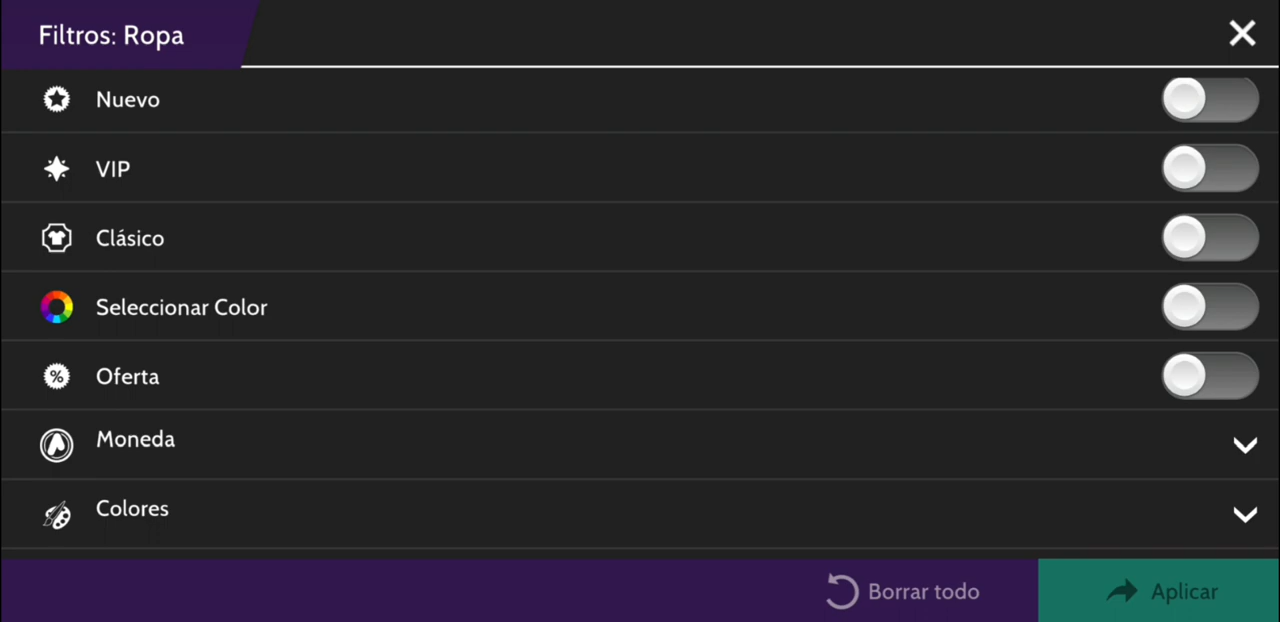 Filtros: Ropa
Nuevo
VIP
Clásico
Seleccionar Color
Oferta
Moneda
Colores
Borrar todo
Aplicar